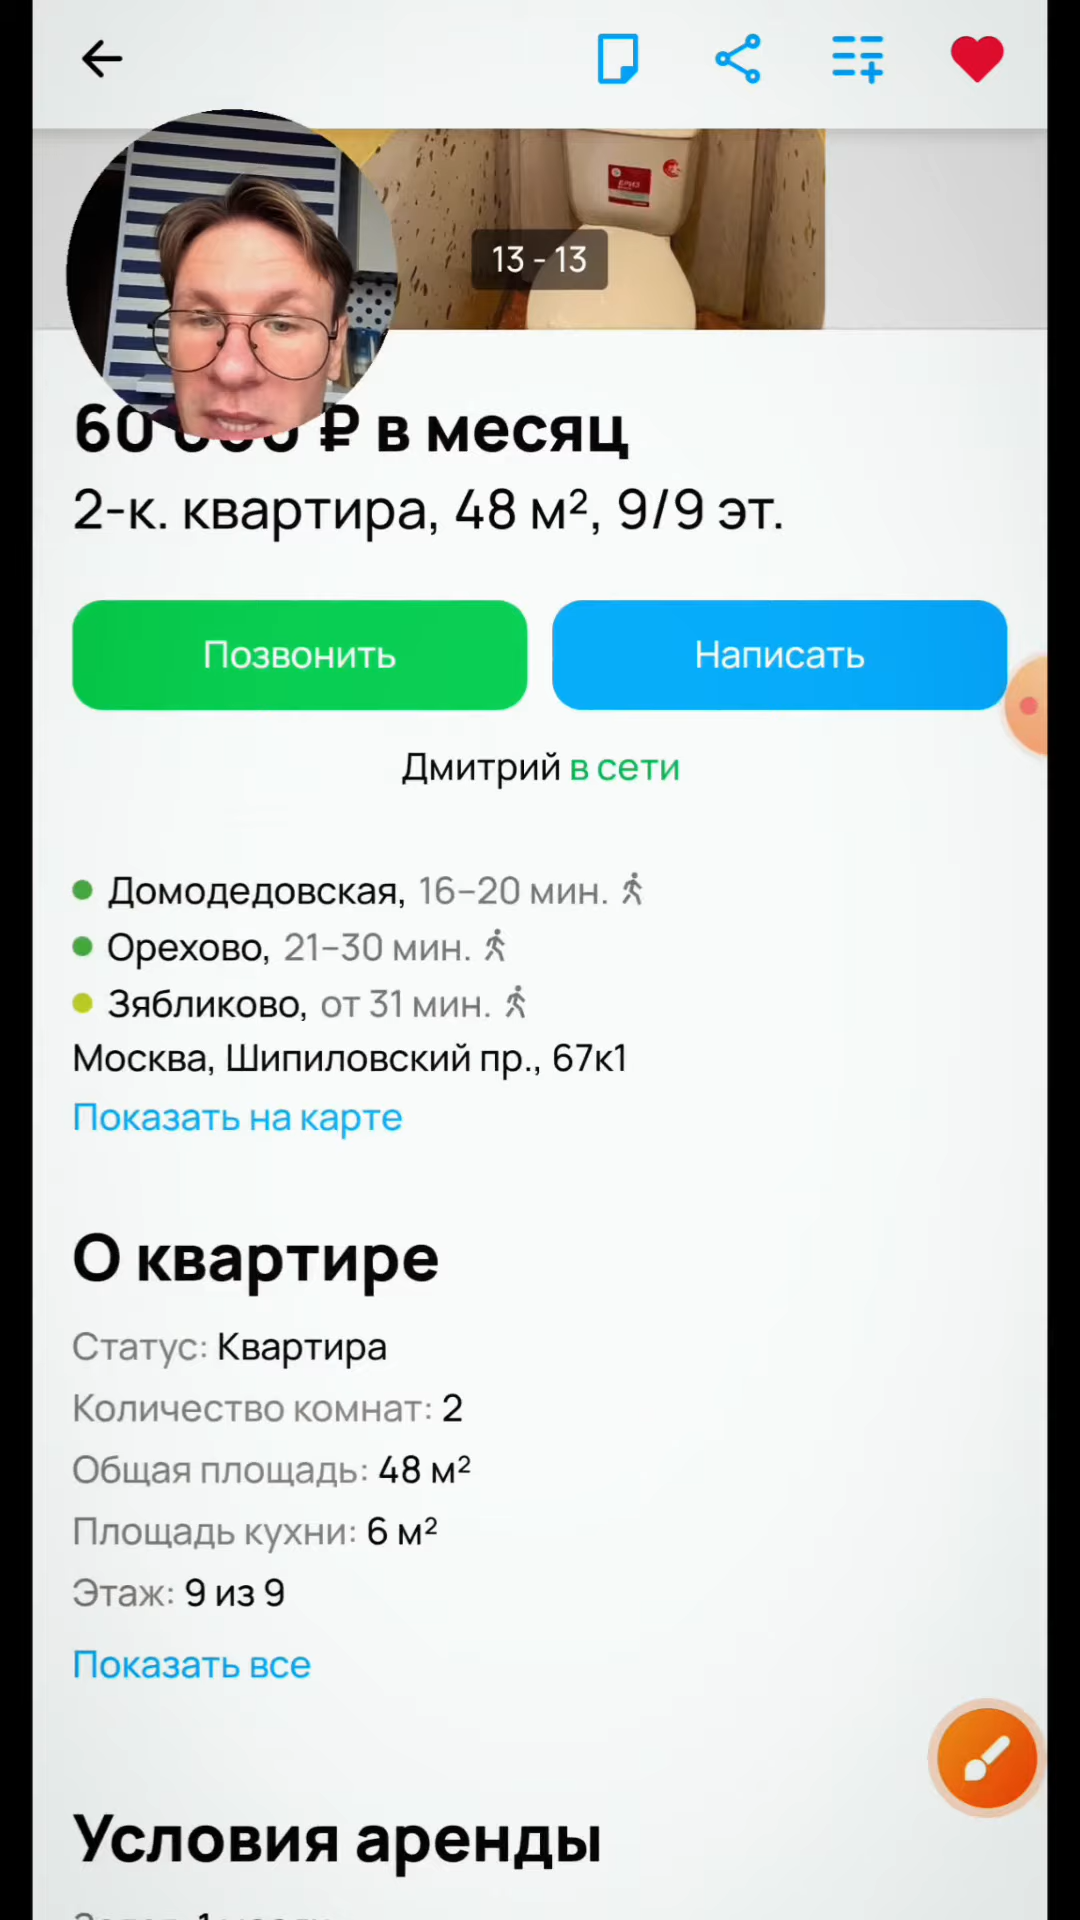 БРИЗ
13 - 13
60 000 ₽ в месяц
2-к. квартира, 48 м², 9/9 эт.
Позвонить
Написать
Дмитрий в сети
Домодедовская, 16–20 мин.
Орехово, 21–30 мин.
Зябликово, от 31 мин.
Москва, Шипиловский пр., 67к1
Показать на карте
О квартире
Статус: Квартира
Количество комнат: 2
Общая площадь: 48 м²
Площадь кухни: 6 м²
Этаж: 9 из 9
Показать все
Условия аренды